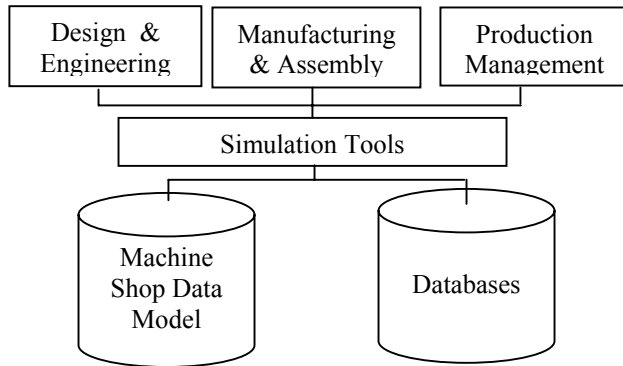 Design &
Engineering
Manufacturing
& Assembly
Production
Management
Simulation Tools
Machine
Shop Data
Model
Databases